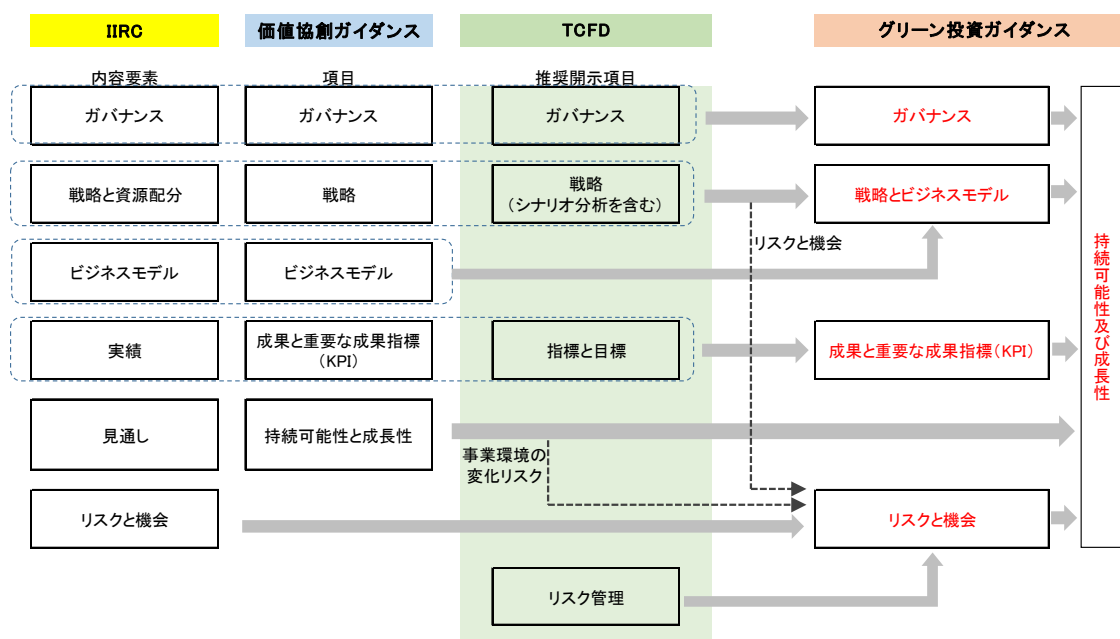 IIRC
価値協創ガイダンス
TCFD
グリーン投資ガイダンス
内容要素
項目
推奨開示項目
ガバナンス
ガバナンス
ガバナンス
ガバナンス
戦略と資源配分
戦略
戦略
(シナリオ分析を含む)
戦略とビジネスモデル
リスクと機会
ビジネスモデル
ビジネスモデル
実績
成果と重要な成果指標
(KPI)
指標と目標
成果と重要な成果指標(KPI)
持続可能性及び成長性
見通し
持続可能性と成長性
事業環境の
変化リスク
リスクと機会
リスクと機会
リスク管理